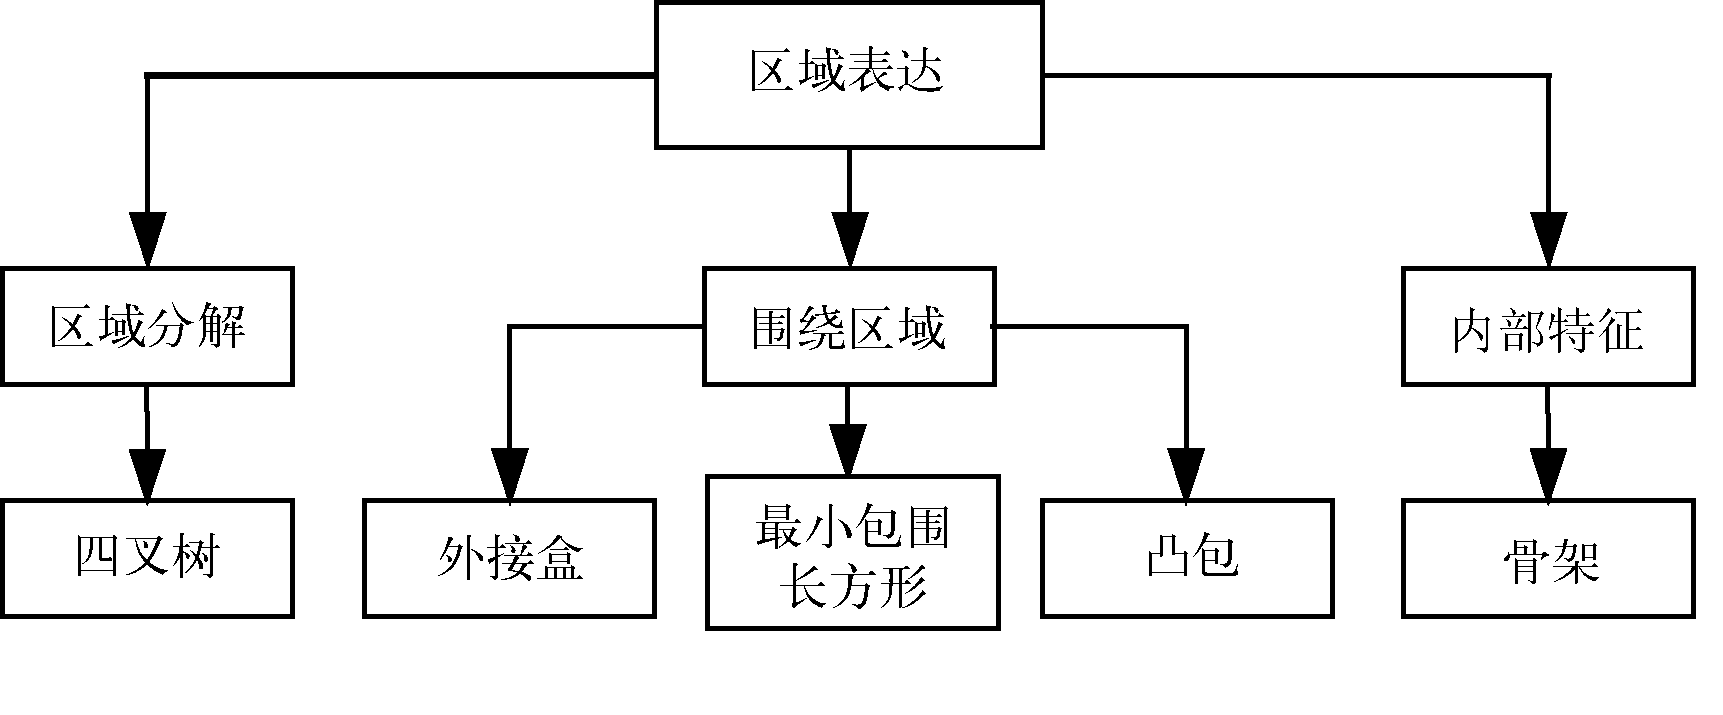 区域表达
区域分解
围绕区域
内部特征
四叉树
外接盒
最小包围
长方形
凸包
骨架